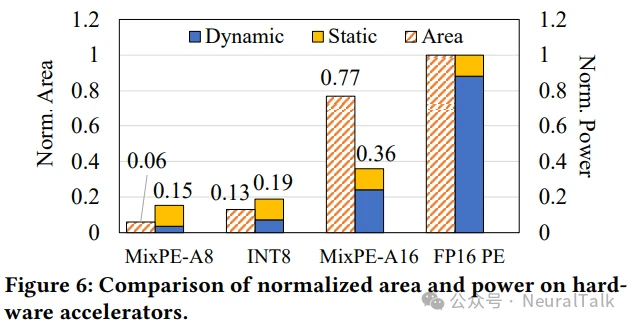 Dynamic Static Area
Norm. Area
Norm. Power
1.2
1
0.8
0.6
0.4
0.2
0
1.2
1
0.8
0.6
0.4
0.2
0
0.06
0.15
0.13
0.19
0.77
0.36
MixPE-A8 INT8 MixPE-A16 FP16 PE
Figure 6: Comparison of normalized area and power on hard-
ware accelerators.
公众号 · NeuralTalk